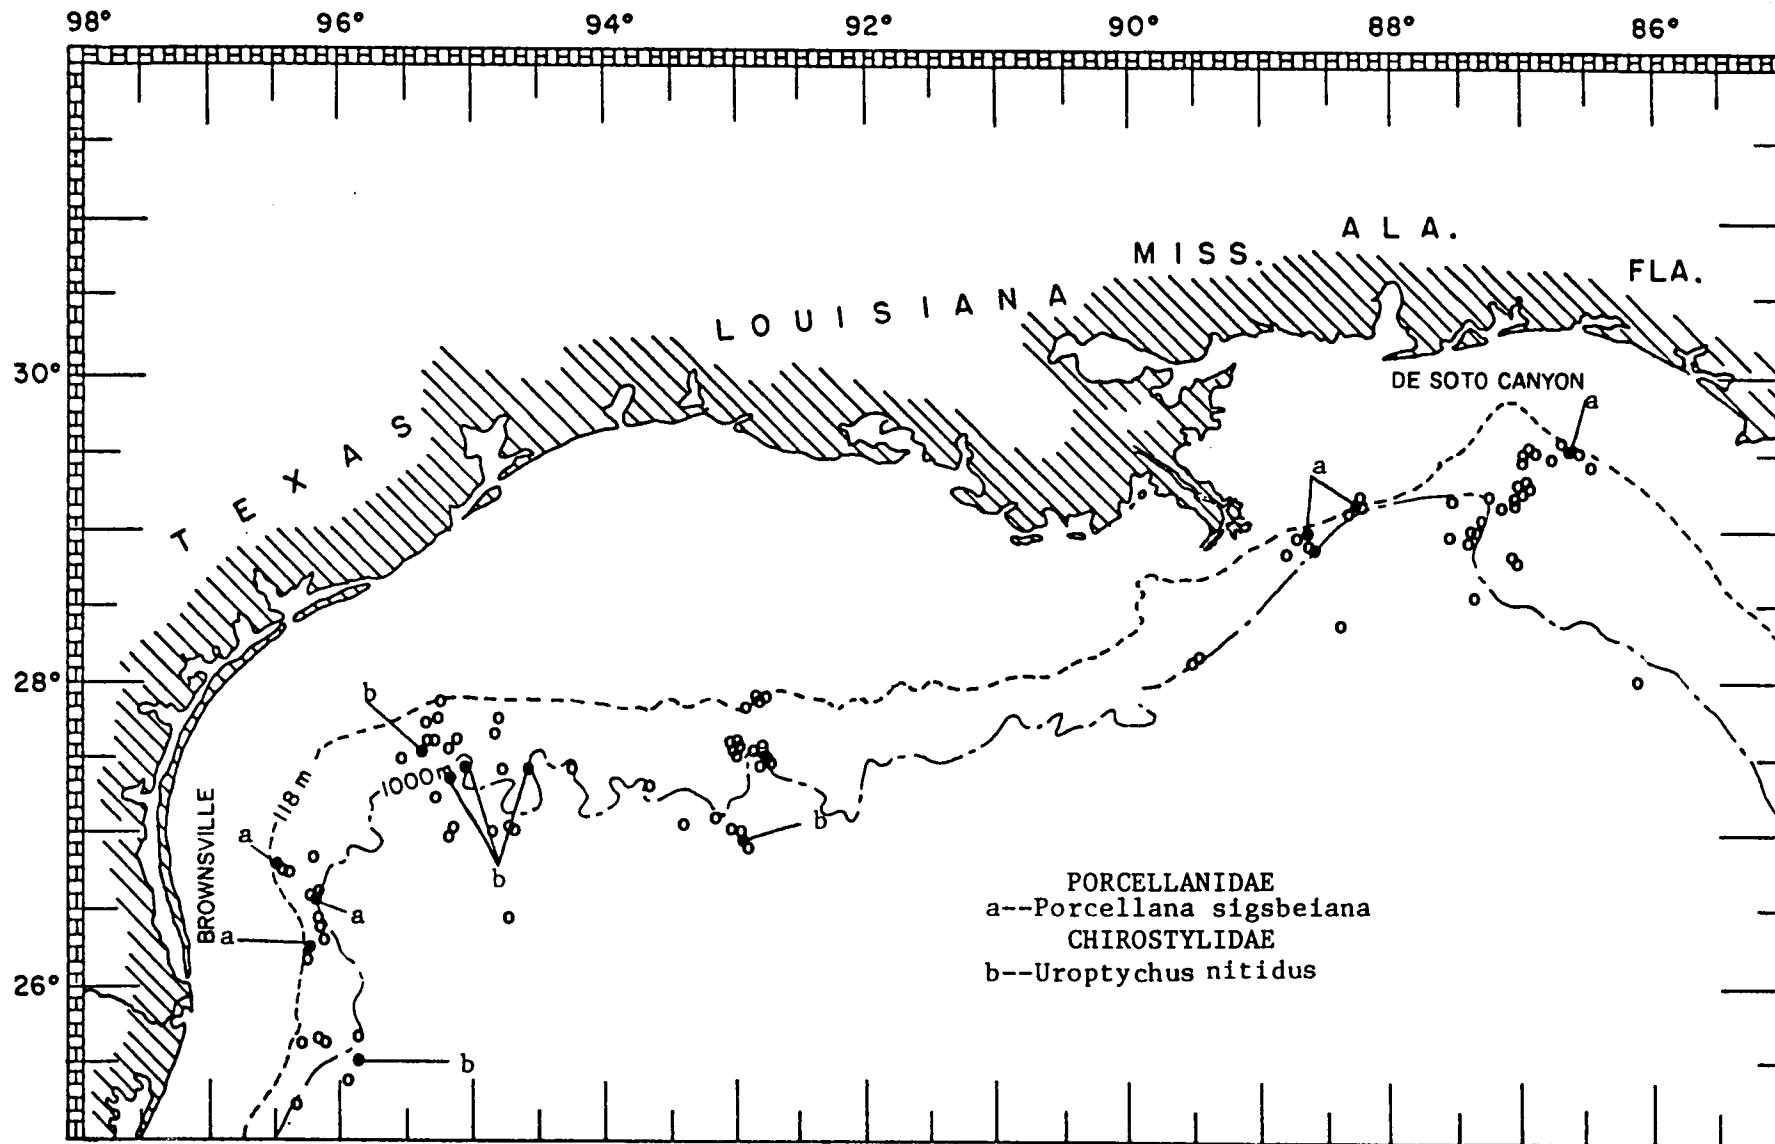 98° 96° 94° 92° 90° 88° 86°
ALA.
MISS.
FLA.
LOUISIANA
30°
DE SOTO CANYON
TEXAS
a
a
28°
b
1000m
118 m
BROWNSVILLE
a
b
b
a
a
PORCELLANIDAE
a--Porcellana sigsbeiana
CHIROSTYLIDAE
b--Uroptychus nitidus
26°
b